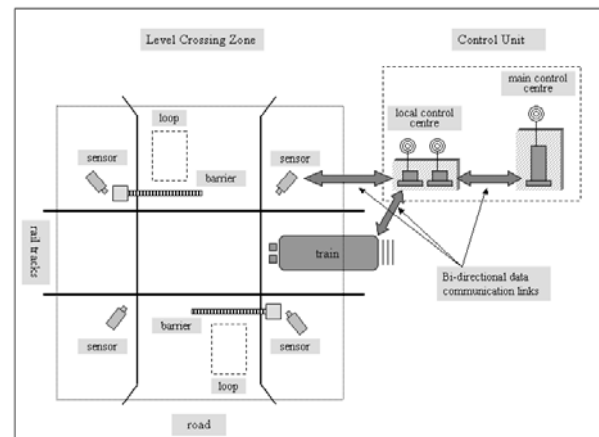 Level Crossing Zone
Control Unit
main control
centre
loop
local control
centre
sensor
barrier
sensor
rail tracks
train
Bi-directional data
communication links
barrier
sensor
sensor
loop
road